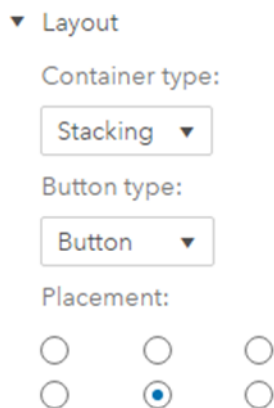 Layout
Container type:
Stacking
Button type:
Button
Placement: